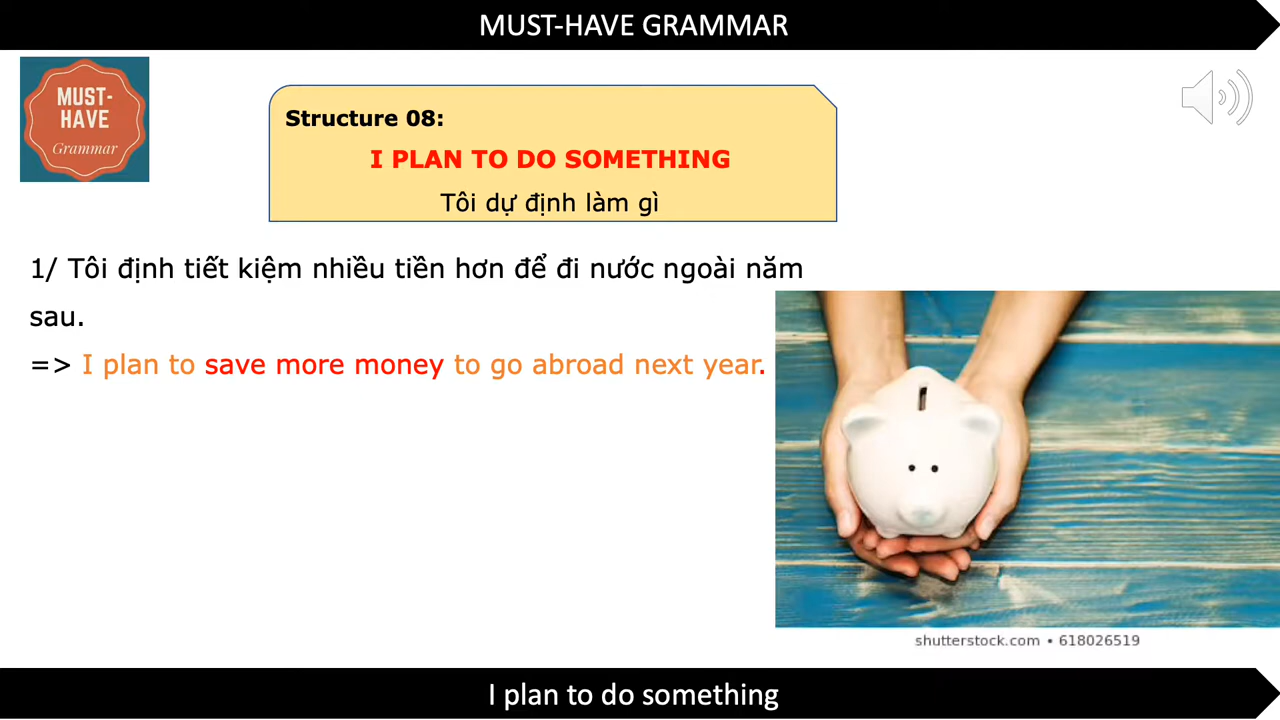 MUST-HAVE GRAMMAR
MUST-
HAVE
Grammar
Structure 08:
I PLAN TO DO SOMETHING
Tôi dự định làm gì
1/ Tôi định tiết kiệm nhiều tiền hơn để đi nước ngoài năm
sau.
=> I plan to save more money to go abroad next year.
shutterstock.com • 618026519
I plan to do something